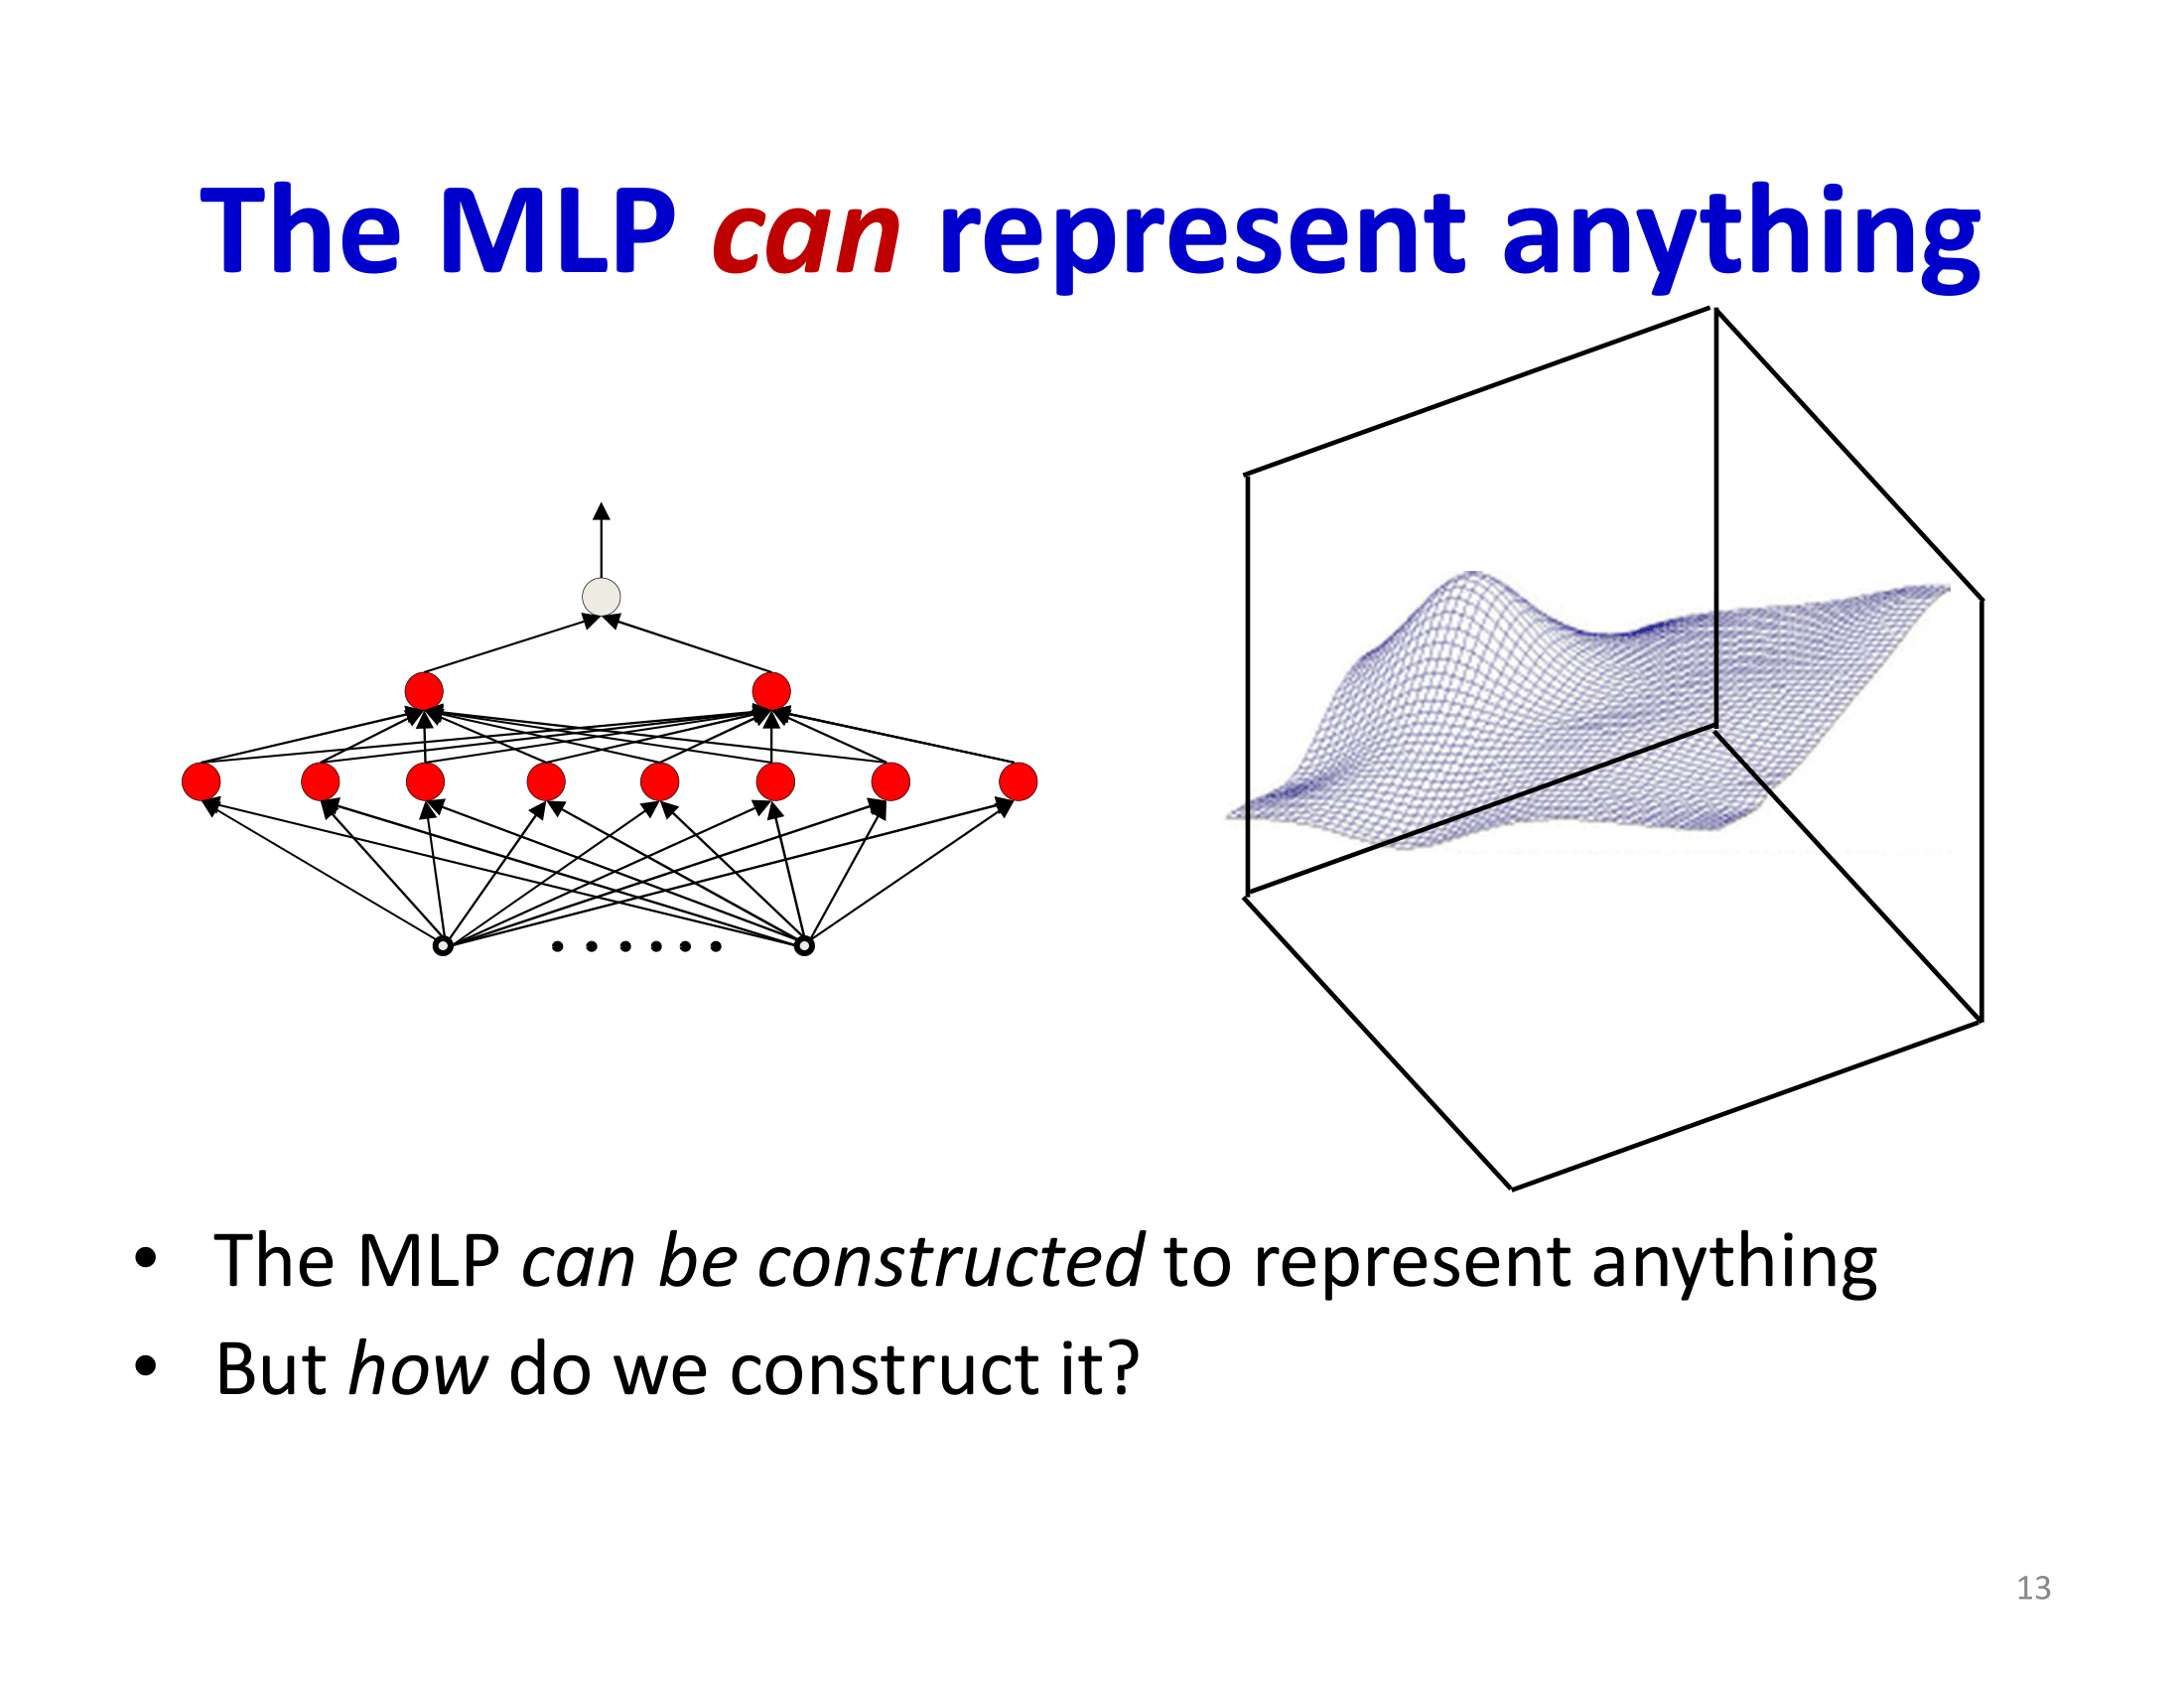 The MLP can represent anything
• The MLP can be constructed to represent anything
• But how do we construct it?
13